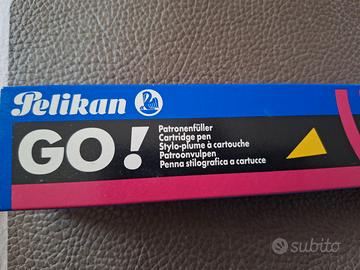 Pelikan
GO!
Patronenfüller
Cartridge pen
Stylo-plume à cartouche
Patroonvulpen
Penna stilografica a cartucce
subito